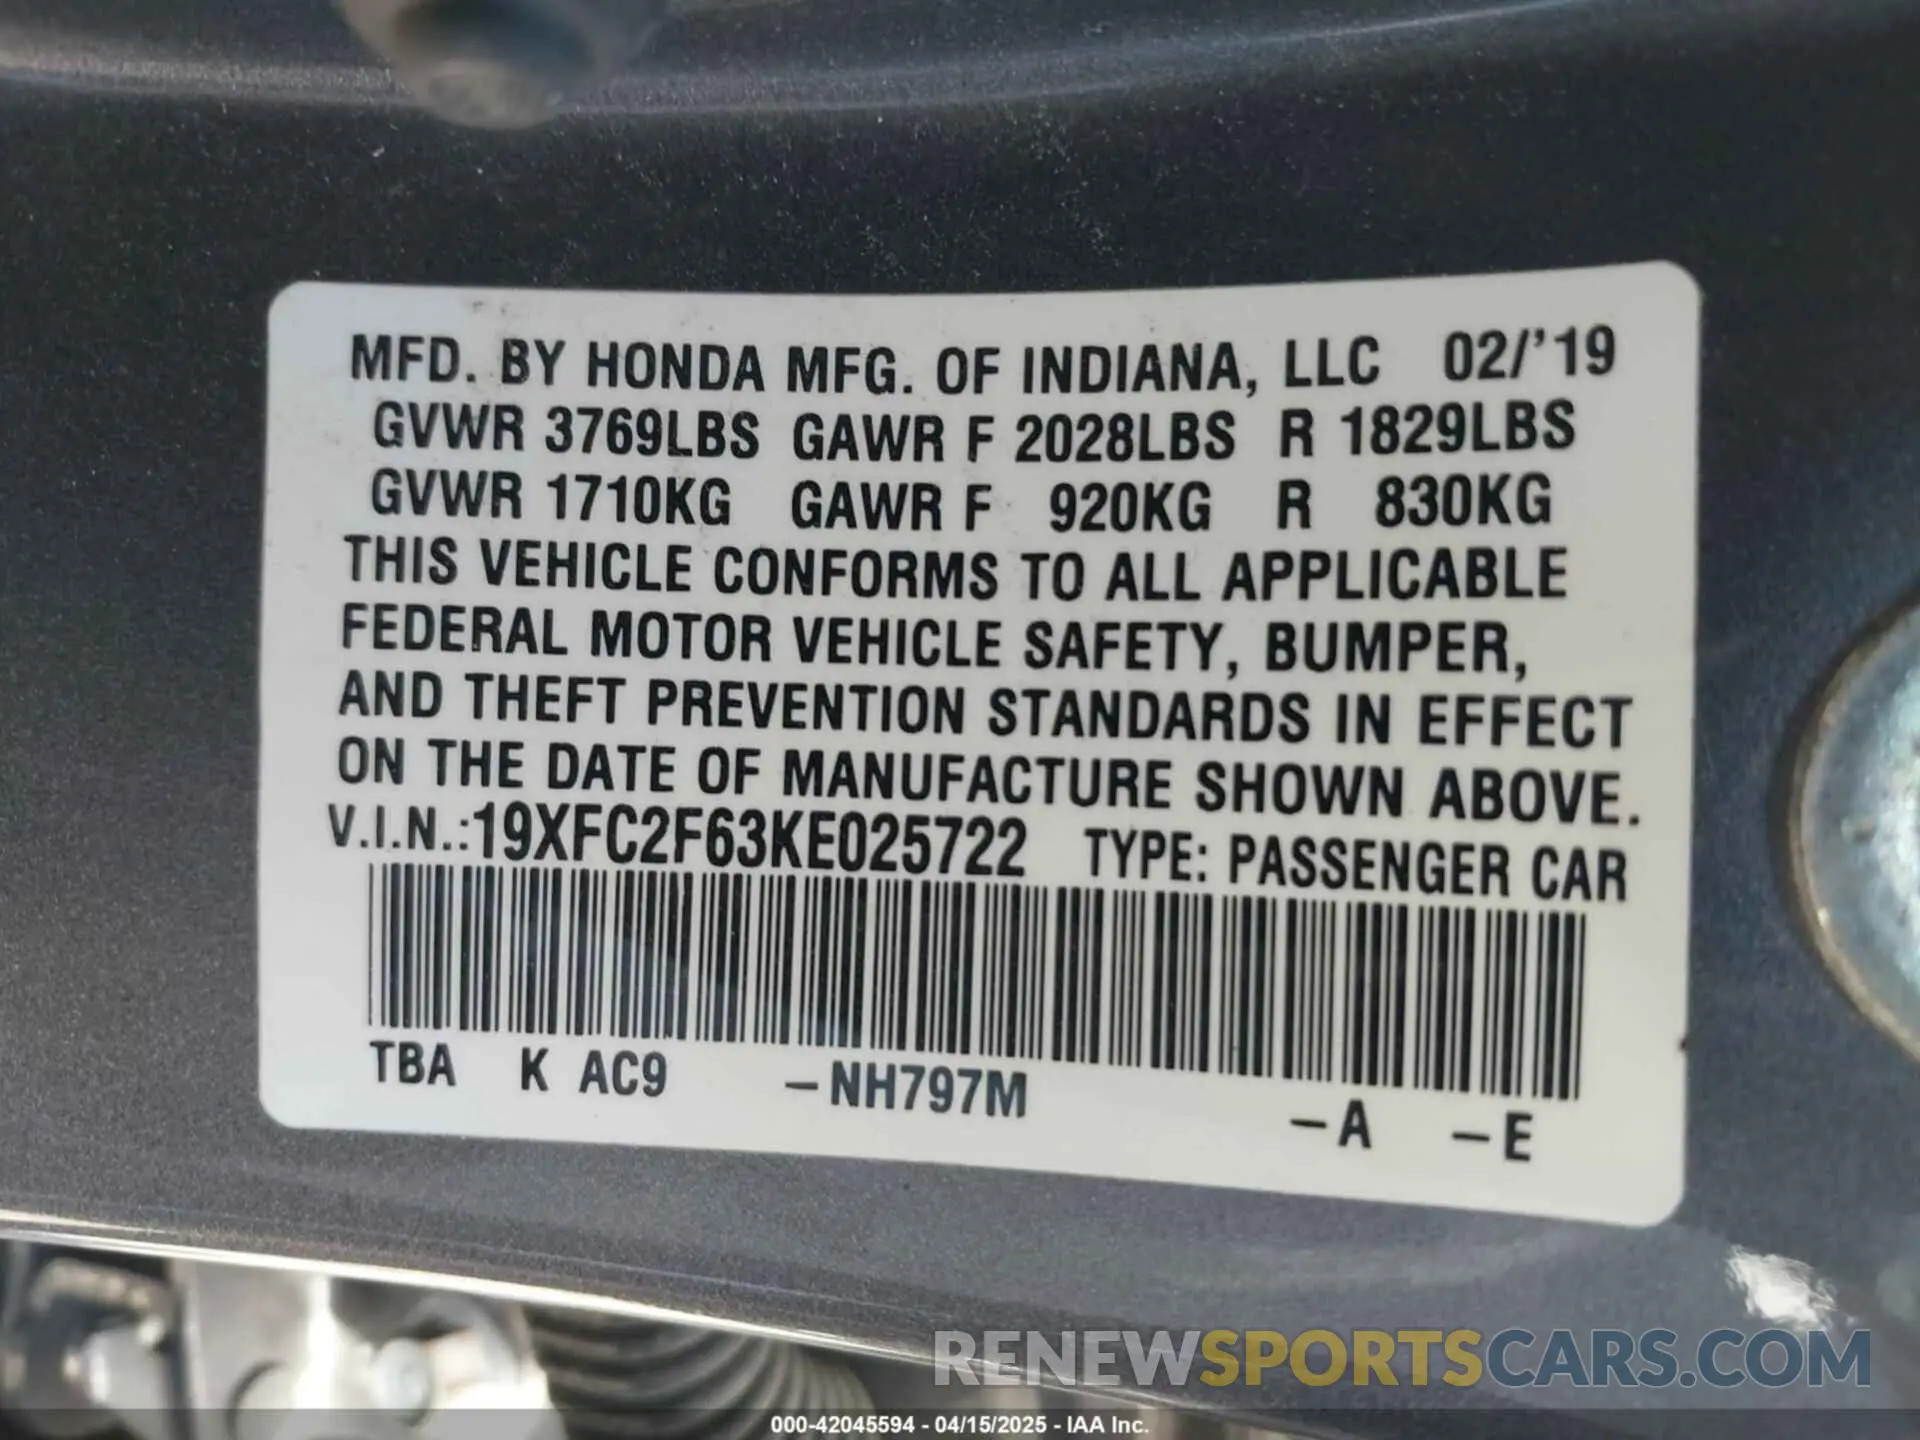 MFD. BY HONDA MFG. OF INDIANA, LLC 02/'19
GVWR 3769LBS GAWR F 2028LBS R 1829LBS
GVWR 1710KG GAWR F 920KG R 830KG
THIS VEHICLE CONFORMS TO ALL APPLICABLE
FEDERAL MOTOR VEHICLE SAFETY, BUMPER,
AND THEFT PREVENTION STANDARDS IN EFFECT
ON THE DATE OF MANUFACTURE SHOWN ABOVE.
V.I.N.:19XFC2F63KE025722 TYPE: PASSENGER CAR
TBA K AC9 –NH797M –A –E
RENEWSPORTSCARS.COM
000-42045594 - 04/15/2025 - IAA Inc.